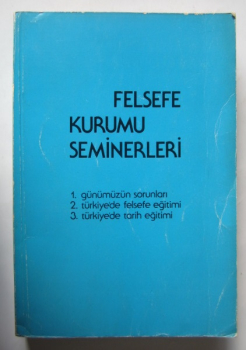 FELSEFE
KURUMU
SEMİNERLERİ
1. günümüzün sorunları
2. türkiyede felsefe eğitimi
3. türkiyede tarih eğitimi